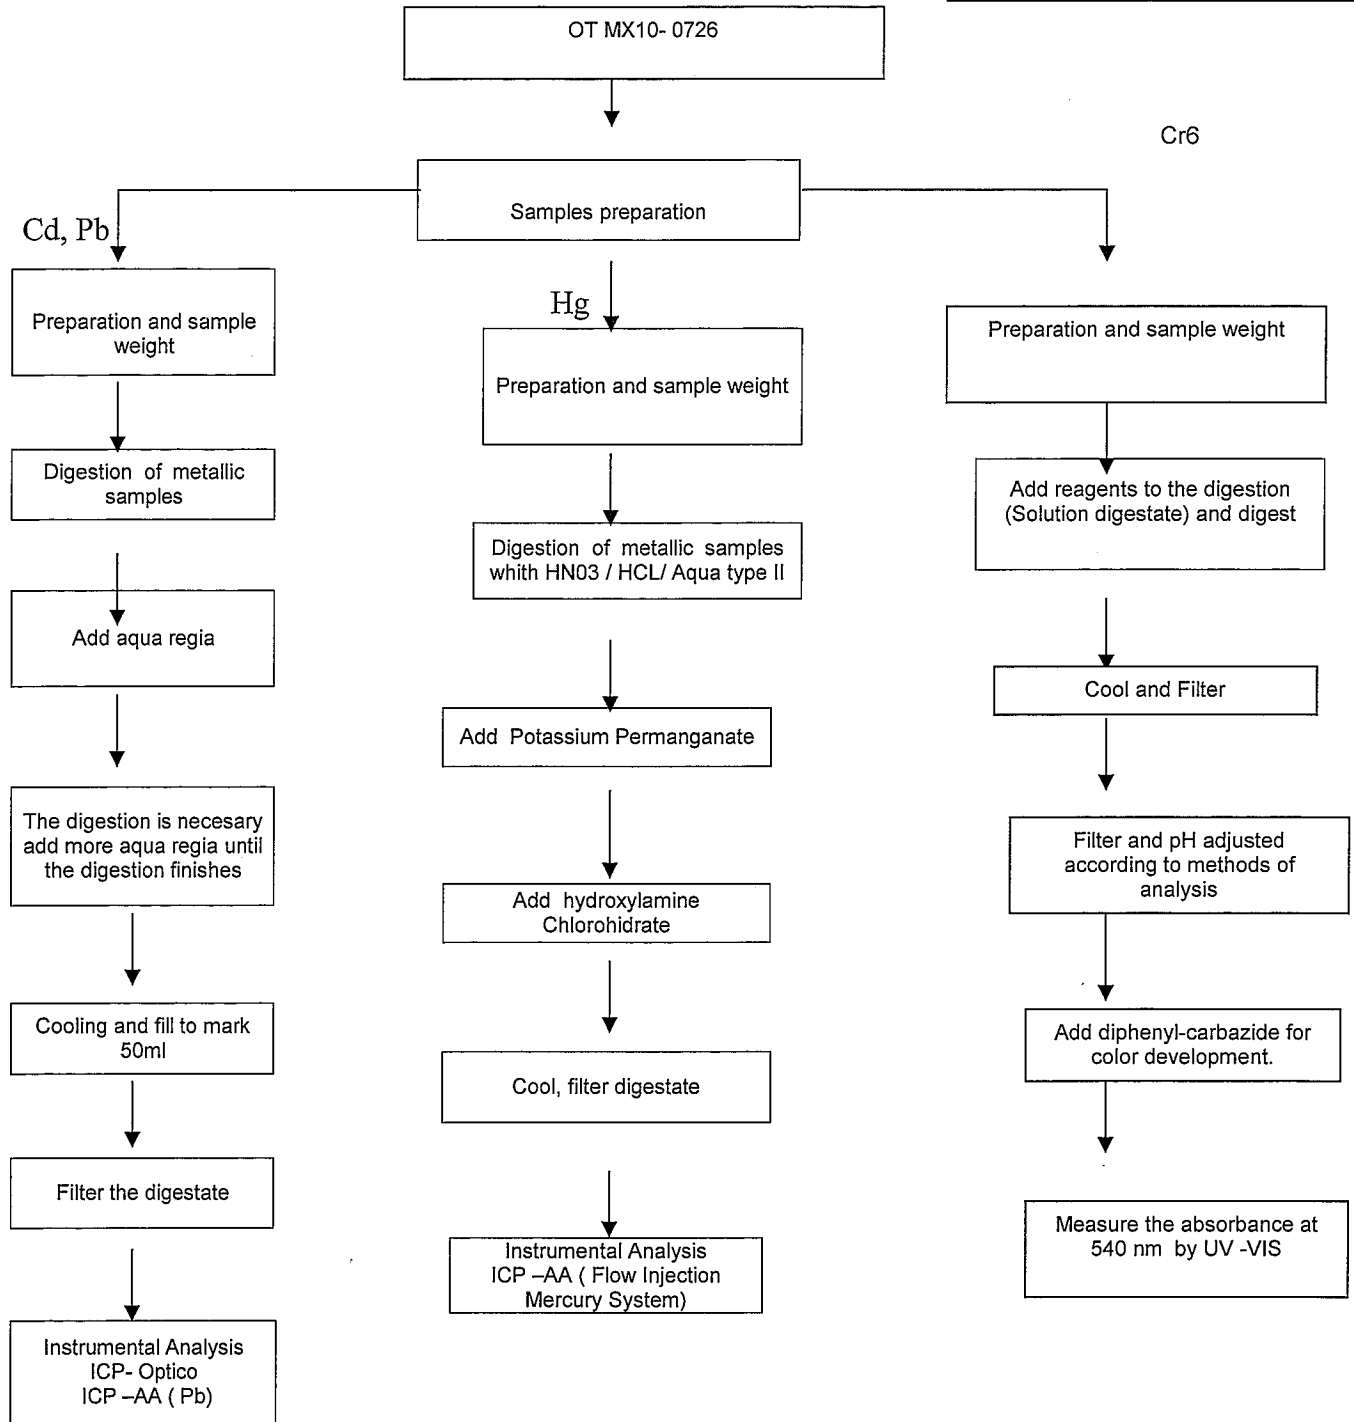 OT MX10- 0726
Cr6
Samples preparation
Cd, Pb
Preparation and sample
weight
Digestion of metallic
samples
Add aqua regia
The digestion is necesary
add more aqua regia until
the digestion finishes
Cooling and fill to mark
50ml
Filter the digestate
Instrumental Analysis
ICP- Optico
ICP –AA ( Pb)
Hg
Preparation and sample weight
Digestion of metallic samples
whith HN03 / HCL/ Aqua type II
Add Potassium Permanganate
Add hydroxylamine
Chlorohidrate
Cool, filter digestate
Instrumental Analysis
ICP –AA ( Flow Injection
Mercury System)
Preparation and sample weight
Add reagents to the digestion
(Solution digestate) and digest
Cool and Filter
Filter and pH adjusted
according to methods of
analysis
Add diphenyl-carbazide for
color development.
Measure the absorbance at
540 nm by UV -VIS